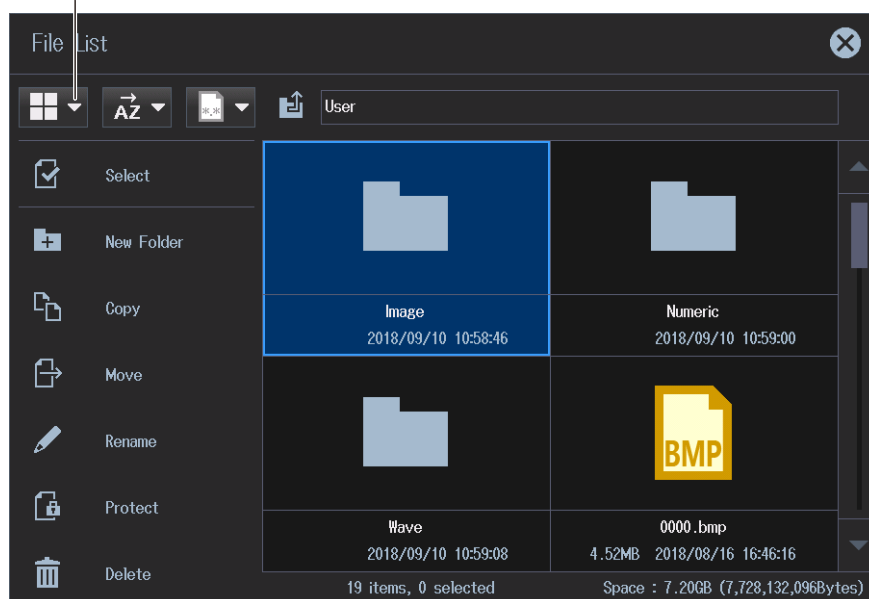 File List
AZ
*.*
User
Select
New Folder
Copy
Move
Rename
Protect
Delete
Image
2018/09/10 10:58:46
Numeric
2018/09/10 10:59:00
Wave
2018/09/10 10:59:08
BMP
0000.bmp
4.52MB 2018/08/16 16:46:16
19 items, 0 selected
Space : 7.20GB (7,728,132,096Bytes)